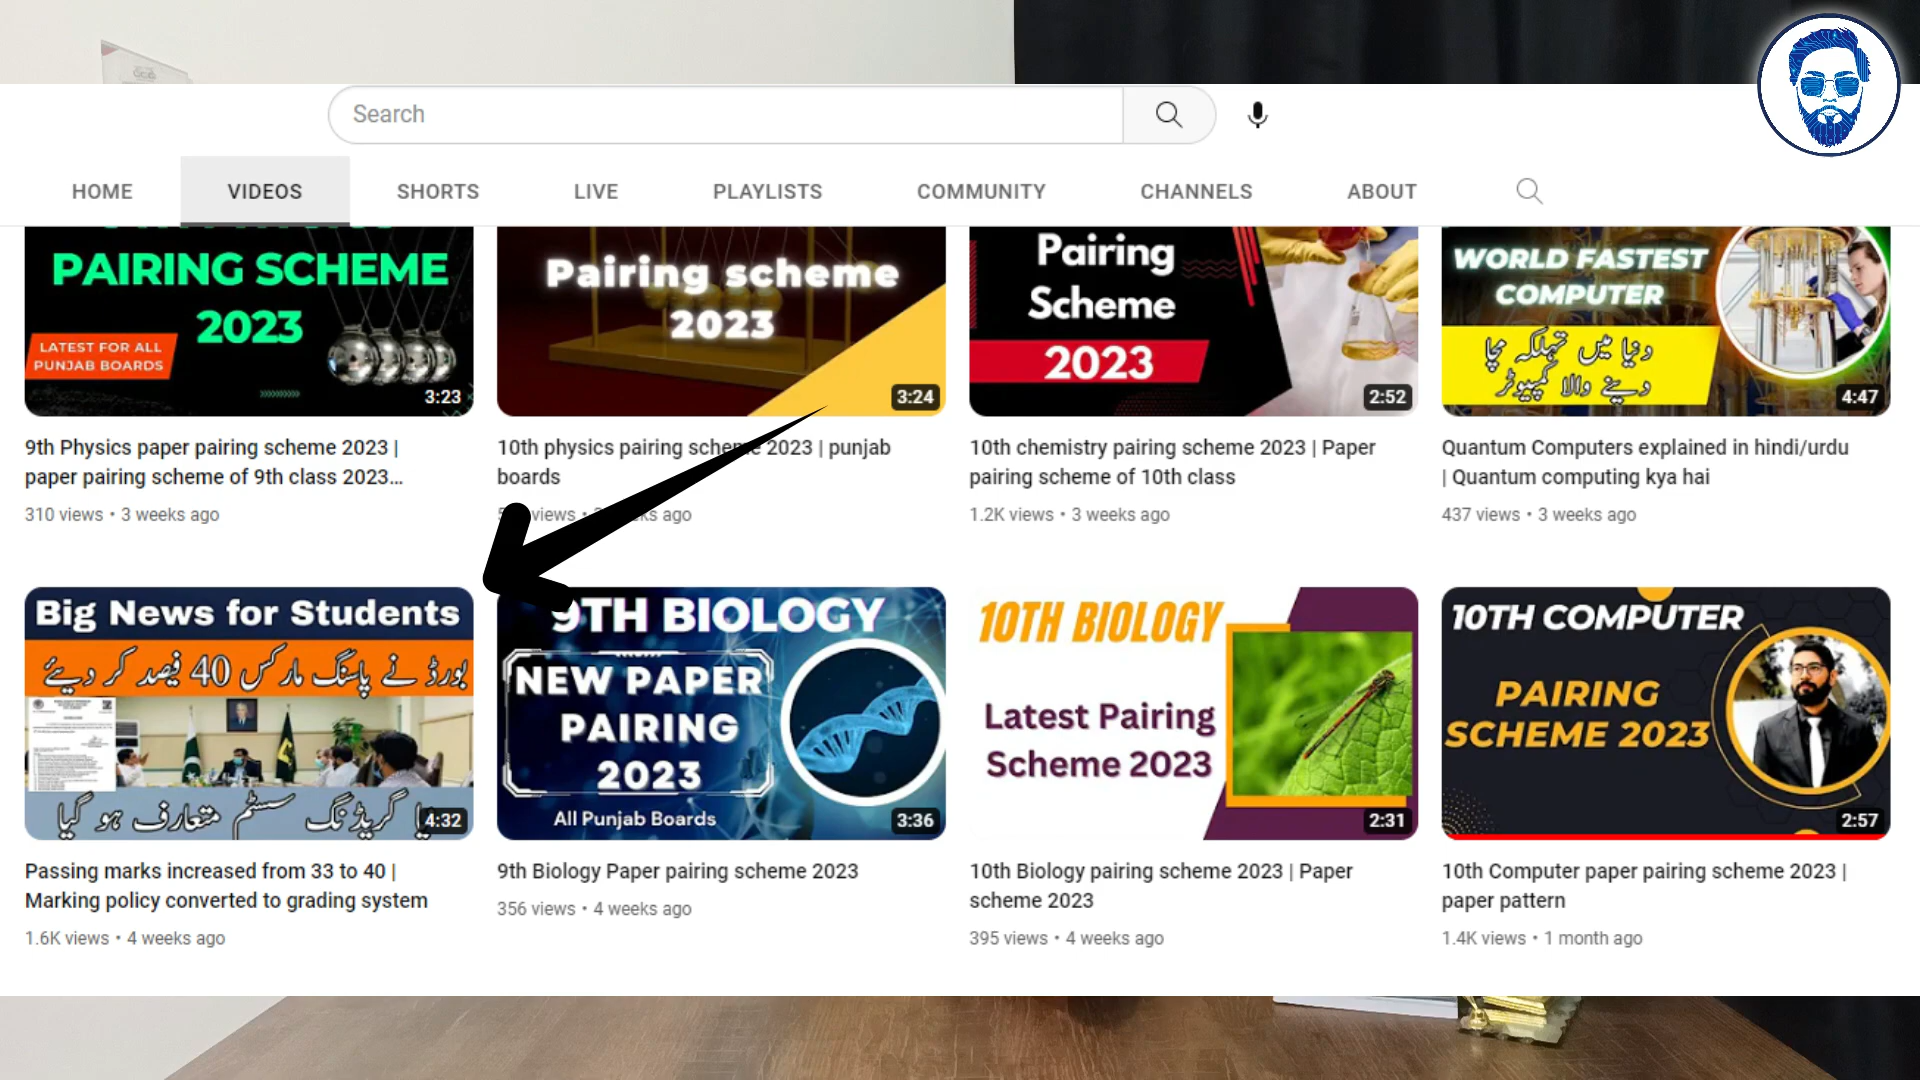 Search
HOME VIDEOS SHORTS LIVE PLAYLISTS COMMUNITY CHANNELS ABOUT
PAIRING SCHEME
2023
LATEST FOR ALL
PUNJAB BOARDS
3:23
9th Physics paper pairing scheme 2023 |
paper pairing scheme of 9th class 2023...
310 views • 3 weeks ago
Pairing scheme
2023
3:24
10th physics pairing scheme 2023 | punjab
boards
views • ks ago
Pairing
Scheme
2023
2:52
10th chemistry pairing scheme 2023 | Paper
pairing scheme of 10th class
1.2K views • 3 weeks ago
WORLD FASTEST
COMPUTER
دنیا میں تہلکہ مچا
دینے والا کمپیوٹر
4:47
Quantum Computers explained in hindi/urdu
| Quantum computing kya hai
437 views • 3 weeks ago
Big News for Students
بورڈ نے پاسنگ مارکس 40 فیصد کر دیئے
گریڈنگ سسٹم متعارف ہو گیا
4:32
Passing marks increased from 33 to 40 |
Marking policy converted to grading system
1.6K views • 4 weeks ago
9TH BIOLOGY
NEW PAPER
PAIRING
2023
All Punjab Boards
3:36
9th Biology Paper pairing scheme 2023
356 views • 4 weeks ago
10TH BIOLOGY
Latest Pairing
Scheme 2023
2:31
10th Biology pairing scheme 2023 | Paper
scheme 2023
395 views • 4 weeks ago
10TH COMPUTER
PAIRING
SCHEME 2023
2:57
10th Computer paper pairing scheme 2023 |
paper pattern
1.4K views • 1 month ago